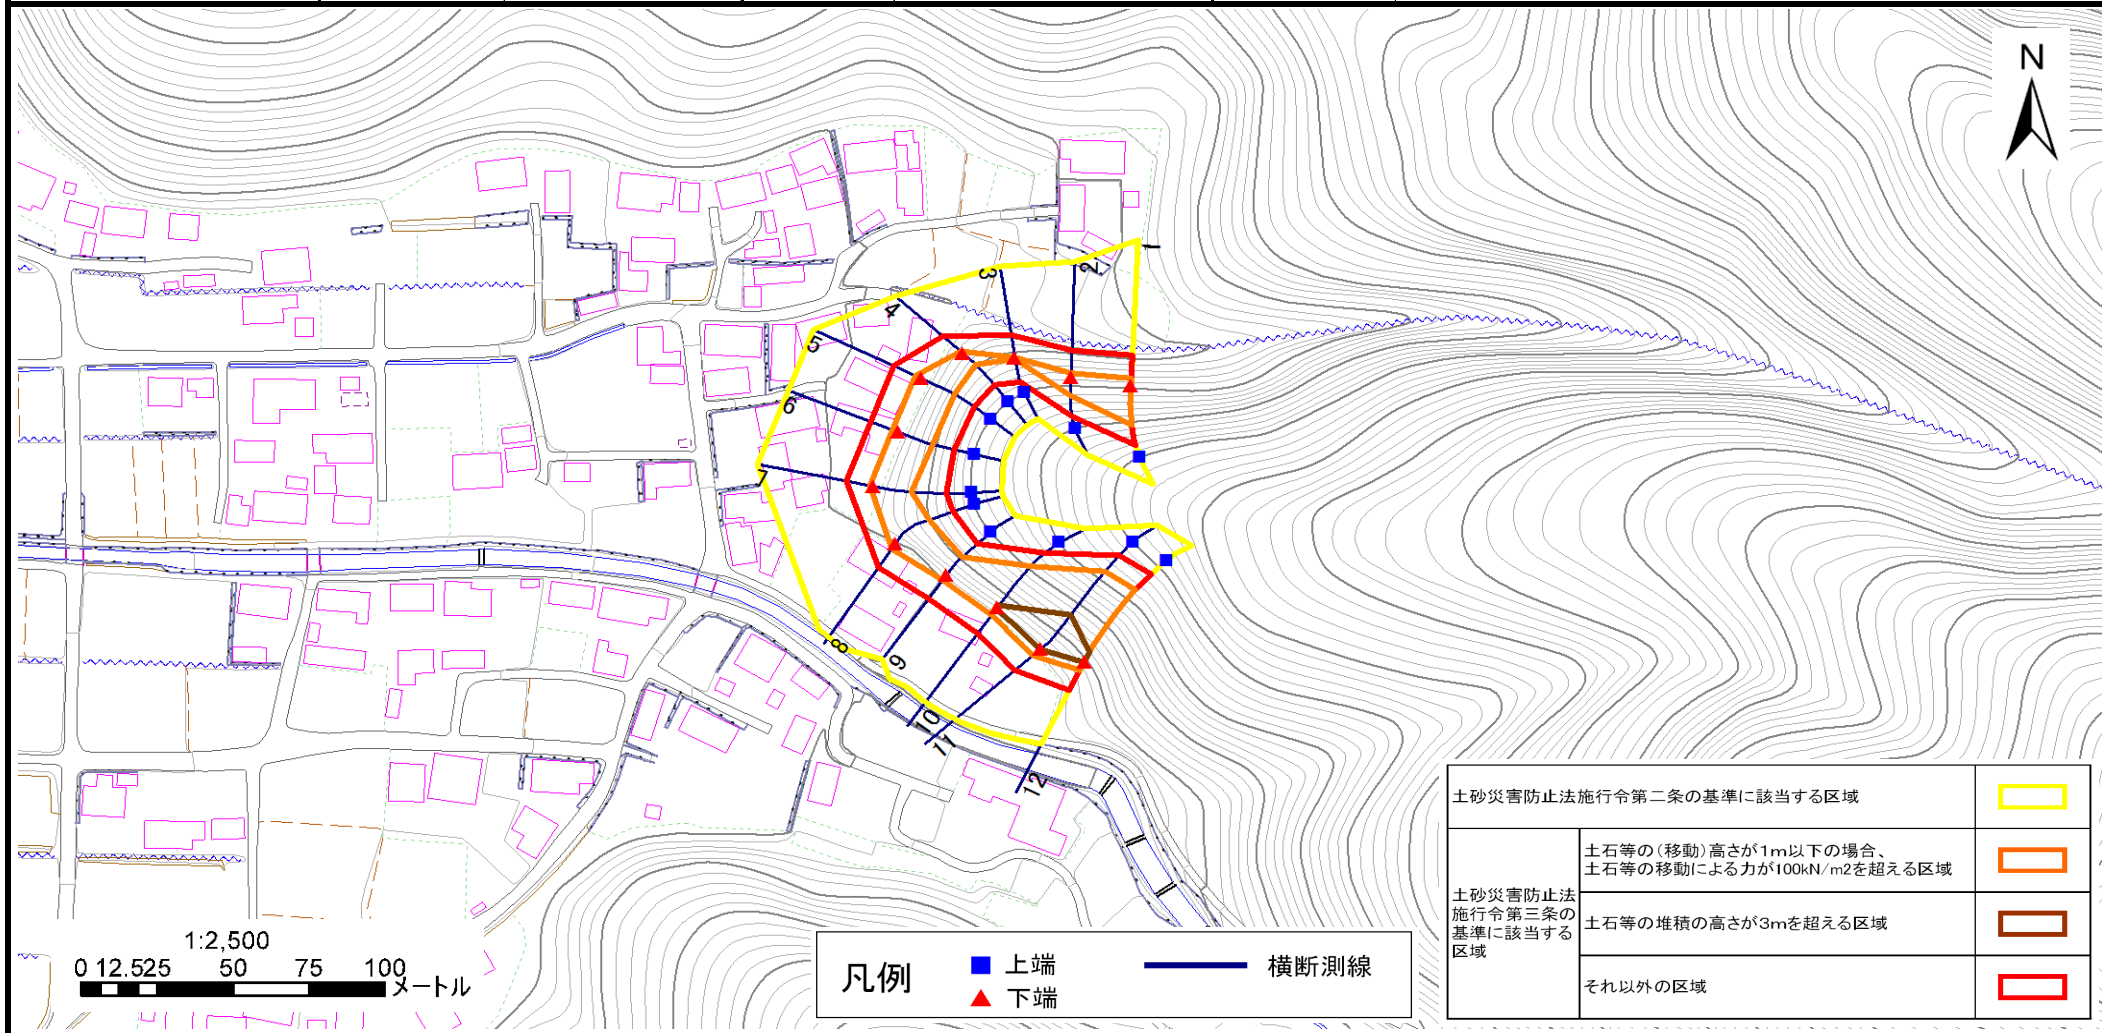 N
1
2
3
4
5
6
7
8
9
10
11
12
1:2,500
0 12.525 50 75 100
メートル
凡例
上端
下端
横断測線
土砂災害防止法施行令第二条の基準に該当する区域
土砂災害防止法
施行令第三条の
基準に該当する
区域
土石等の(移動)高さが1m以下の場合、
土石等の移動による力が100kN/m2を超える区域
土石等の堆積の高さが3mを超える区域
それ以外の区域